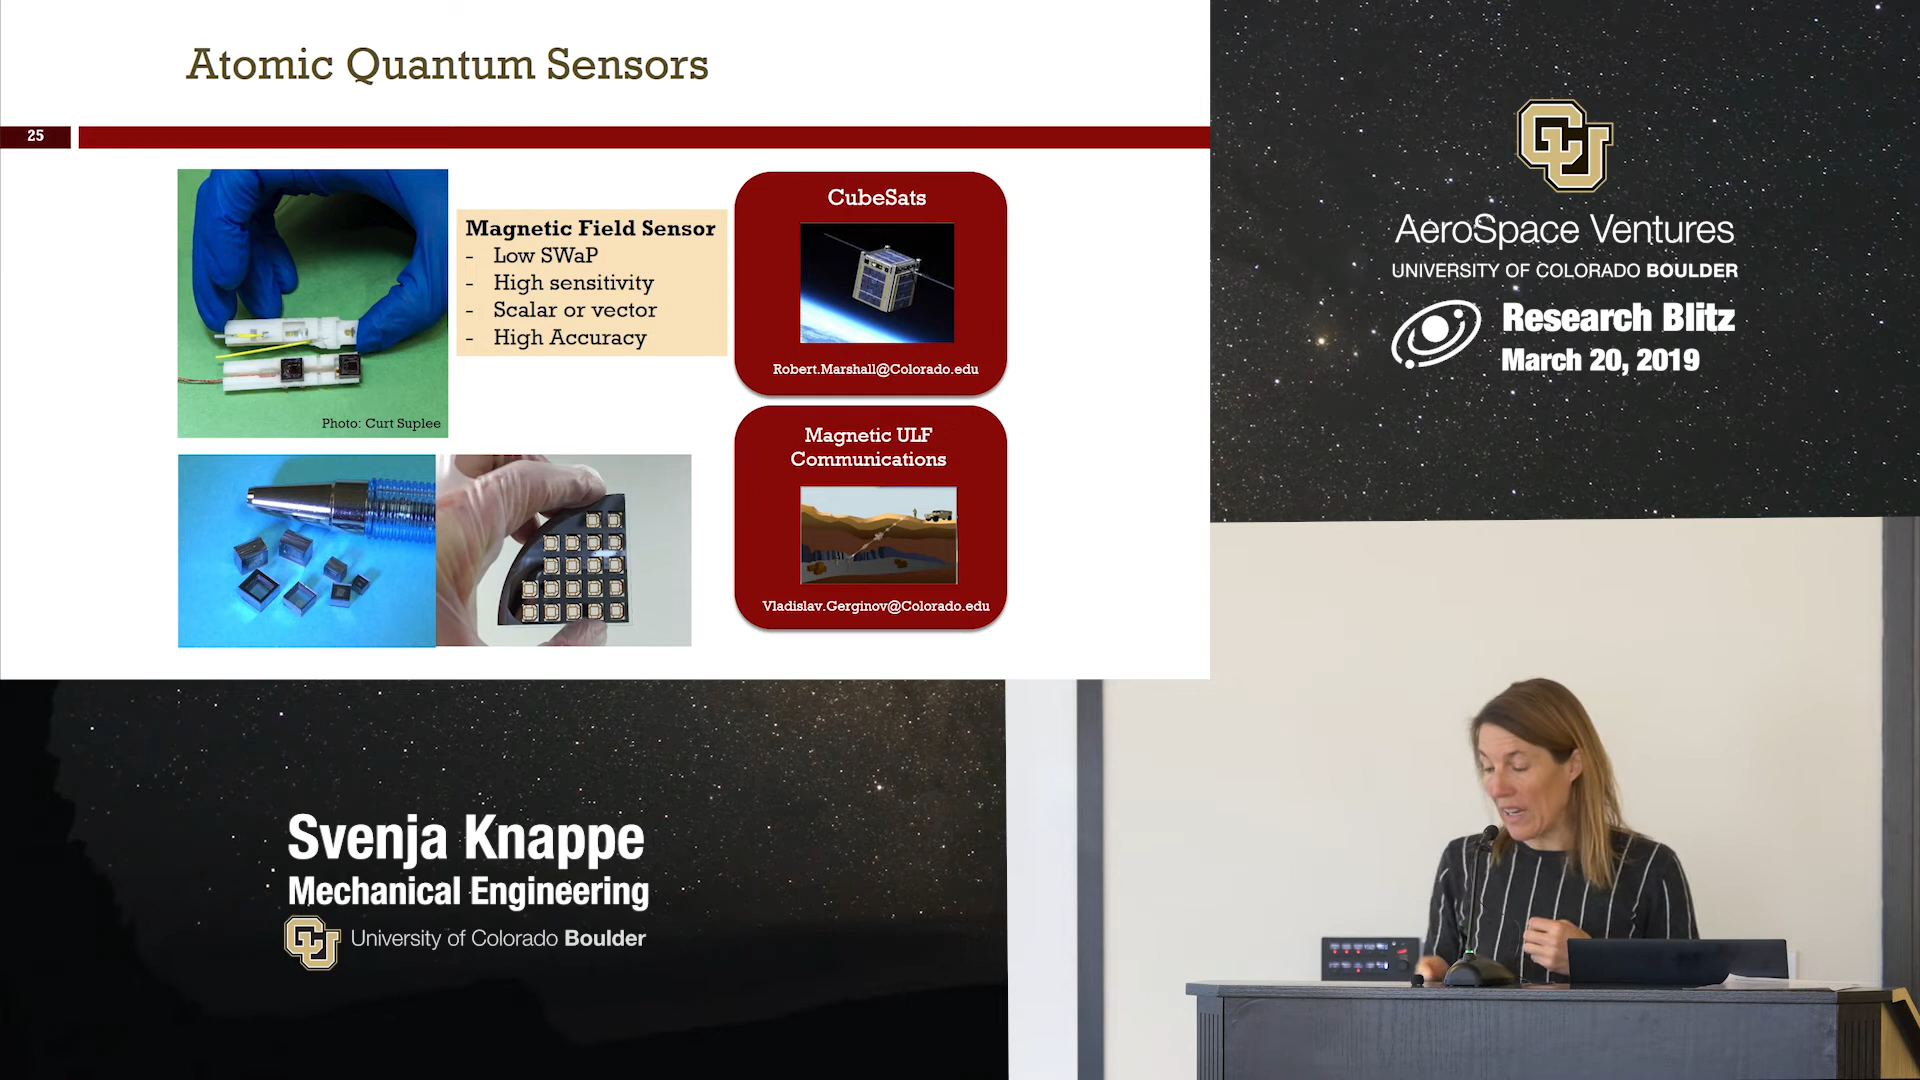 Atomic Quantum Sensors
25
Magnetic Field Sensor
- Low SWaP
- High sensitivity
- Scalar or vector
- High Accuracy
Photo: Curt Suplee
CubeSats
Robert.Marshall@Colorado.edu
Magnetic ULF
Communications
Vladislav.Gerginov@Colorado.edu
CU
AeroSpace Ventures
UNIVERSITY OF COLORADO BOULDER
Research Blitz
March 20, 2019
Svenja Knappe
Mechanical Engineering
CU University of Colorado Boulder